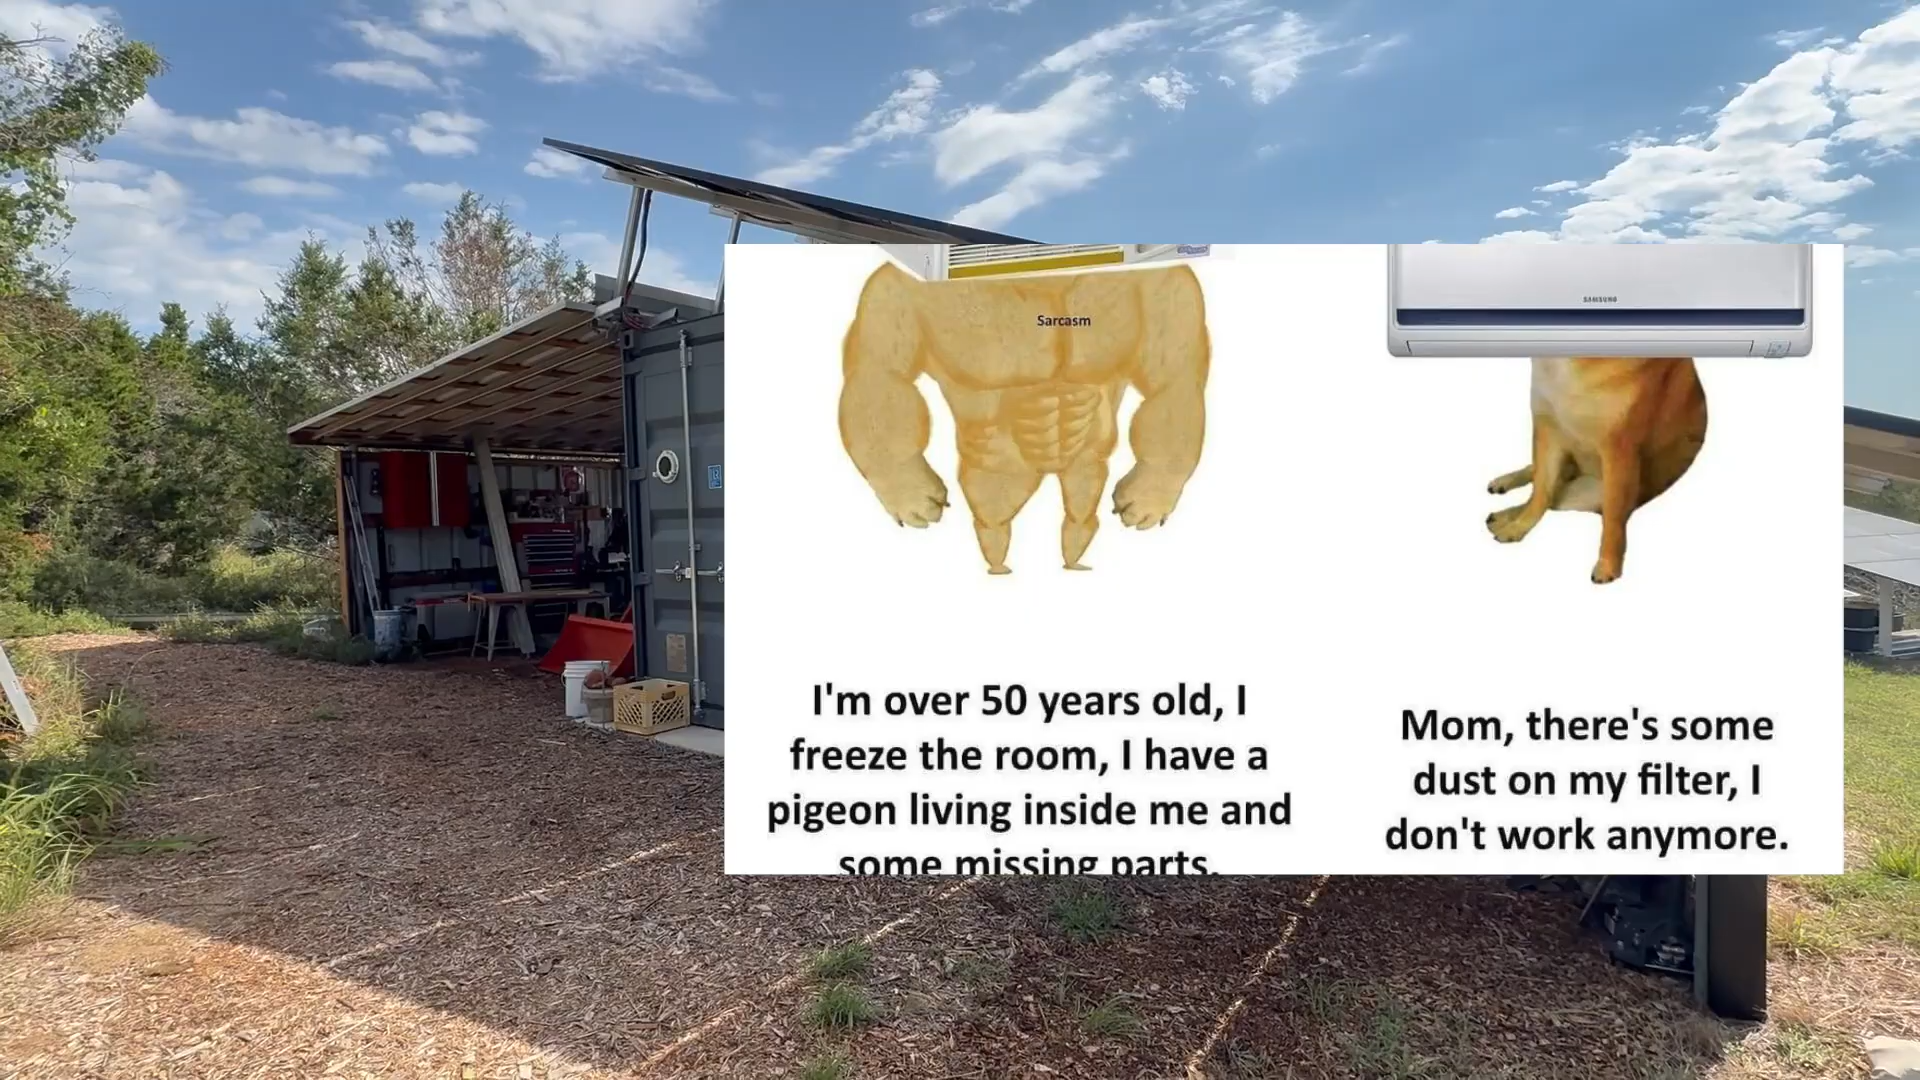 Sarcasm
SAMSUNG
I'm over 50 years old, I
freeze the room, I have a
pigeon living inside me and
some missing parts.
Mom, there's some
dust on my filter, I
don't work anymore.